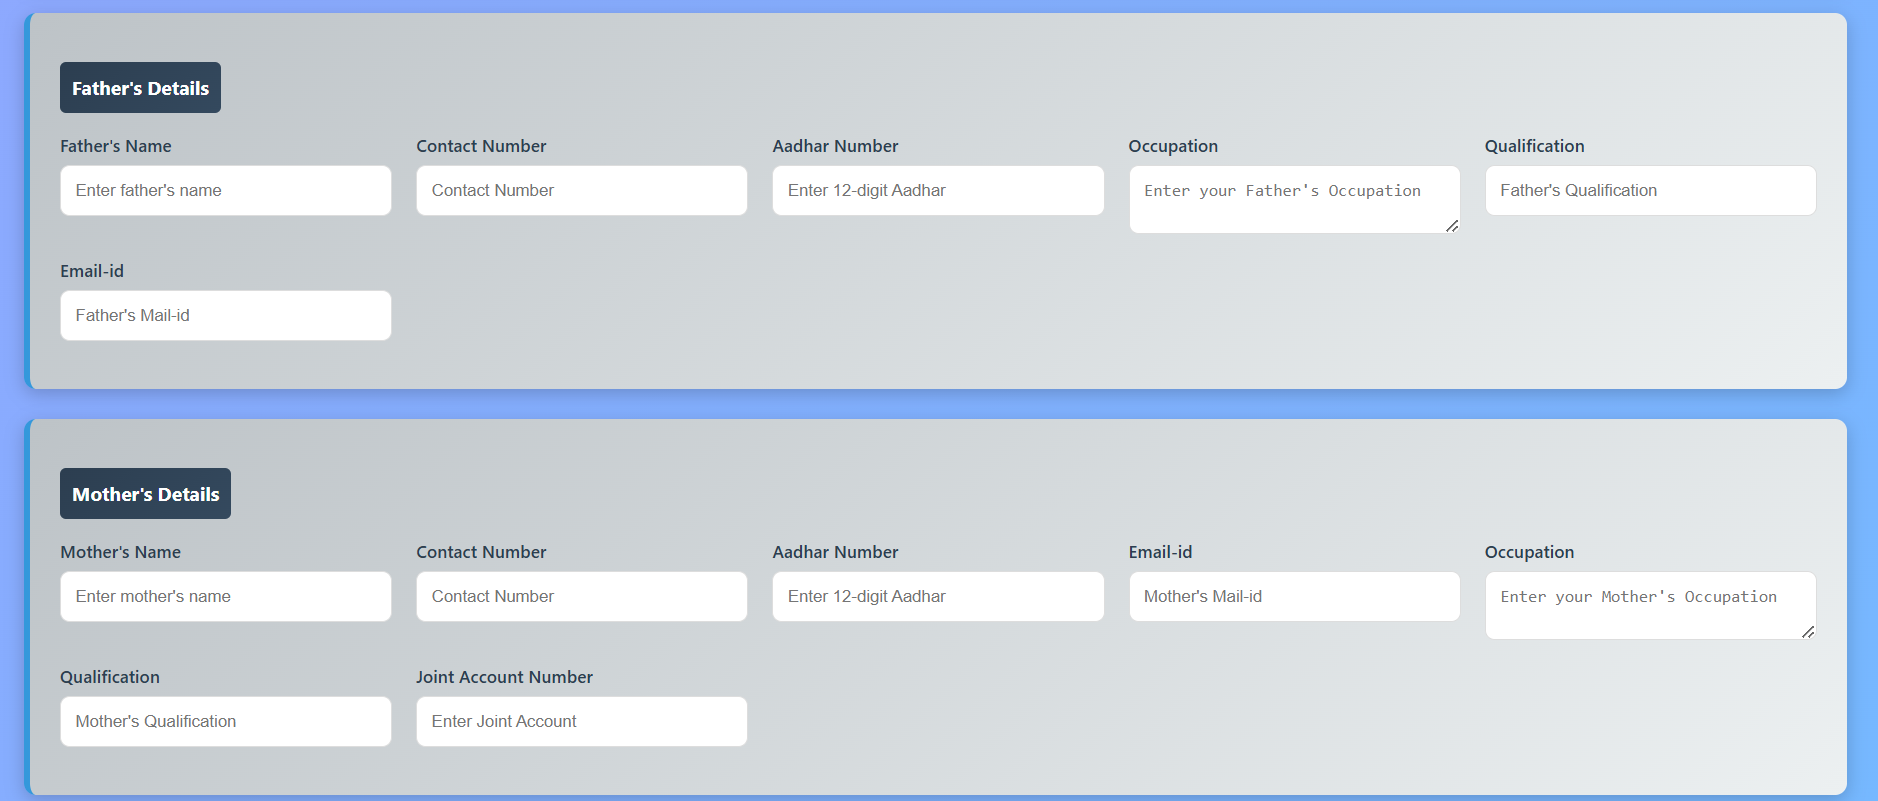 Father's Details
Father's Name Contact Number Aadhar Number Occupation Qualification
Enter father's name Contact Number Enter 12-digit Aadhar Enter your Father's Occupation Father's Qualification
Email-id
Father's Mail-id
Mother's Details
Mother's Name Contact Number Aadhar Number Email-id Occupation
Enter mother's name Contact Number Enter 12-digit Aadhar Mother's Mail-id Enter your Mother's Occupation
Qualification Joint Account Number
Mother's Qualification Enter Joint Account